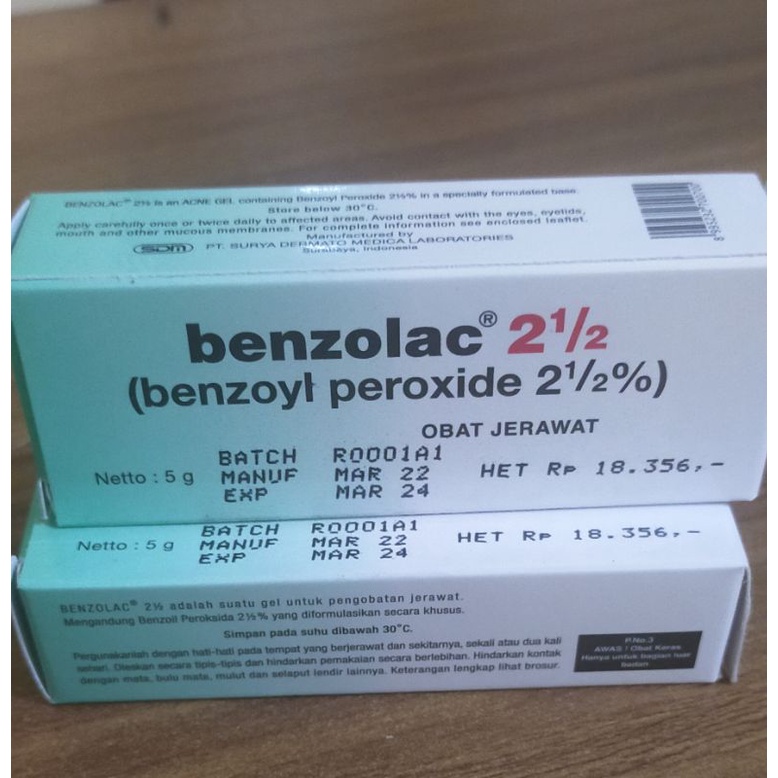 BENZOLAC® 2½ is an ACNE GEL containing Benzoyl Peroxide 2½% in a specially formulated base.
Store below 30°C.
Apply carefully once or twice daily to affected areas. Avoid contact with the eyes, eyelids,
mouth and other mucous membranes. For complete information see enclosed leaflet.
Manufactured by
SDM PT. SURYA DERMATO MEDICA LABORATORIES
Surabaya, Indonesia
benzolac® 2½
(benzoyl peroxide 2½%)
OBAT JERAWAT
Netto : 5 g
BATCH R0001A1
MANUF MAR 22
EXP MAR 24
HET Rp 18.356,-
Netto : 5 g
BATCH R0001A1
MANUF MAR 22
EXP MAR 24
HET Rp 18.356,-
BENZOLAC® 2½ adalah suatu gel untuk pengobatan jerawat.
Mengandung Benzoil Peroksida 2½% yang diformulasikan secara khusus.
Simpan pada suhu dibawah 30°C.
Pergunakanlah dengan hati-hati pada tempat yang berjerawat dan sekitarnya, sekali atau dua kali
sehari. Oleskan secara tipis-tipis dan hindarkan pemakaian secara berlebihan. Hindarkan kontak
dengan mata, bulu mata, mulut dan selaput lendir lainnya. Keterangan lengkap lihat brosur.
P.No.3
AWAS ! Obat Keras
Hanya untuk bagian luar
badan